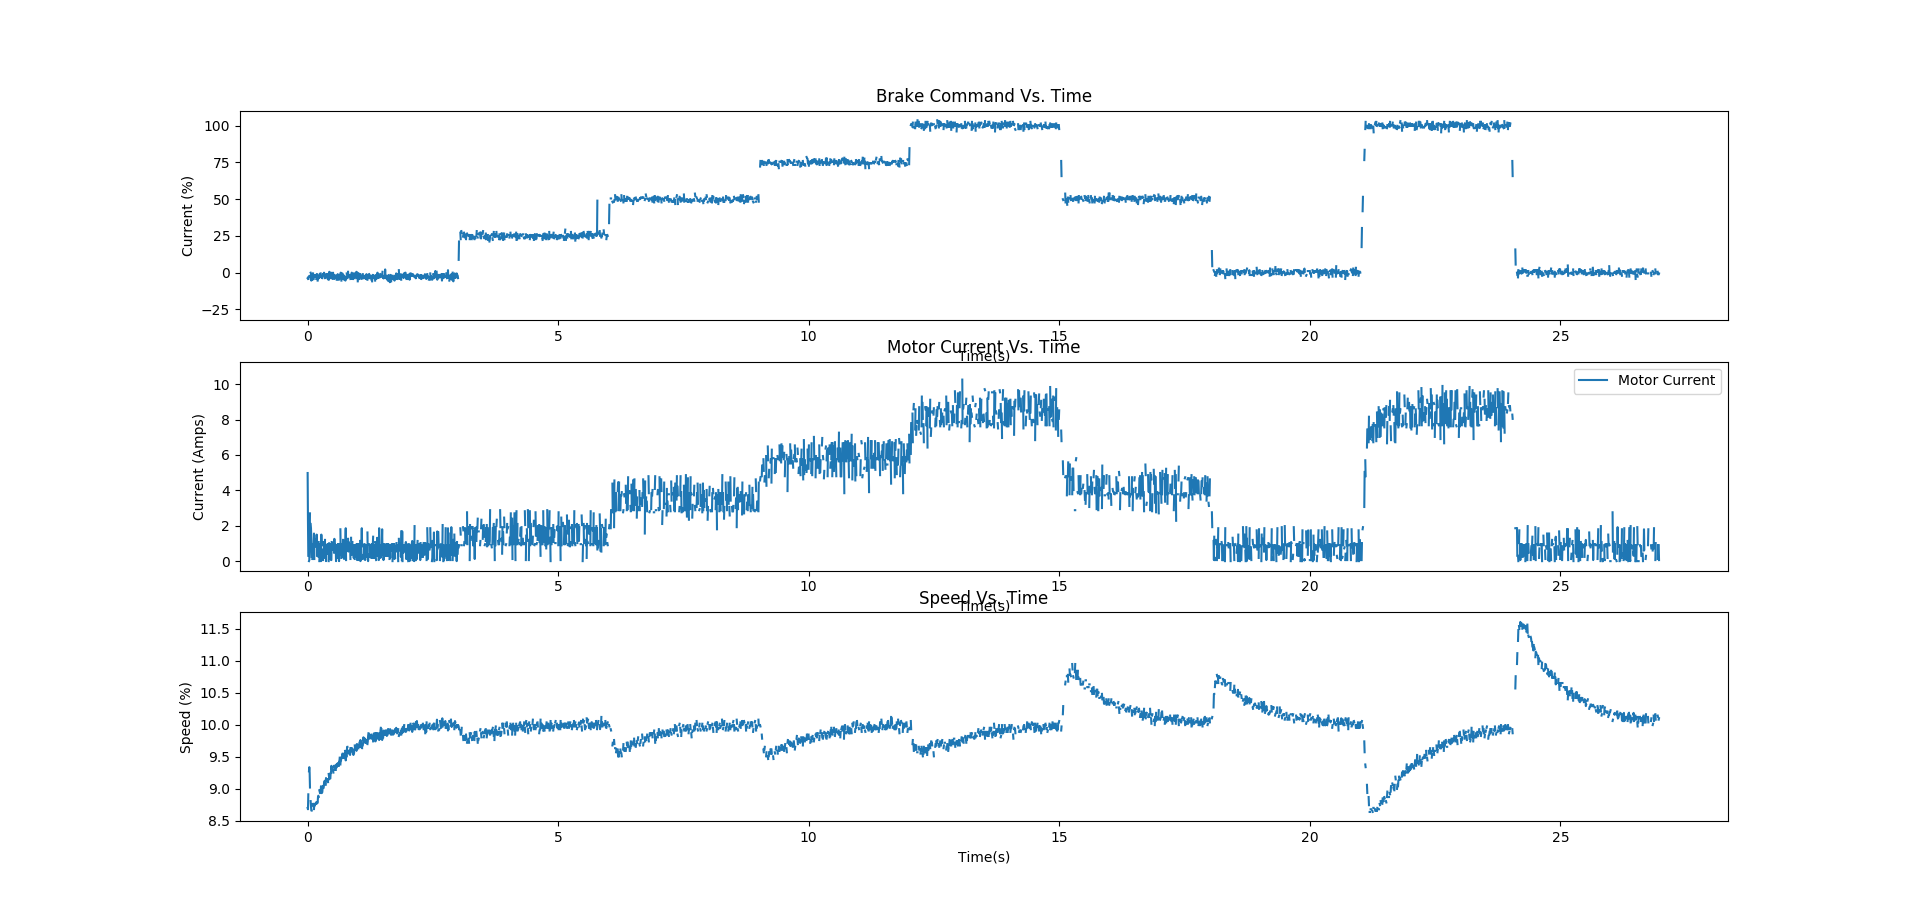 Brake Command Vs. Time
100
75
50
25
0
−25
Current (%)
0 5 10 15 20 25
Time(s)
Motor Current Vs. Time
Motor Current
10
8
6
4
2
0
Current (Amps)
0 5 10 15 20 25
Time(s)
Speed Vs. Time
11.5
11.0
10.5
10.0
9.5
9.0
8.5
Speed (%)
0 5 10 15 20 25
Time(s)